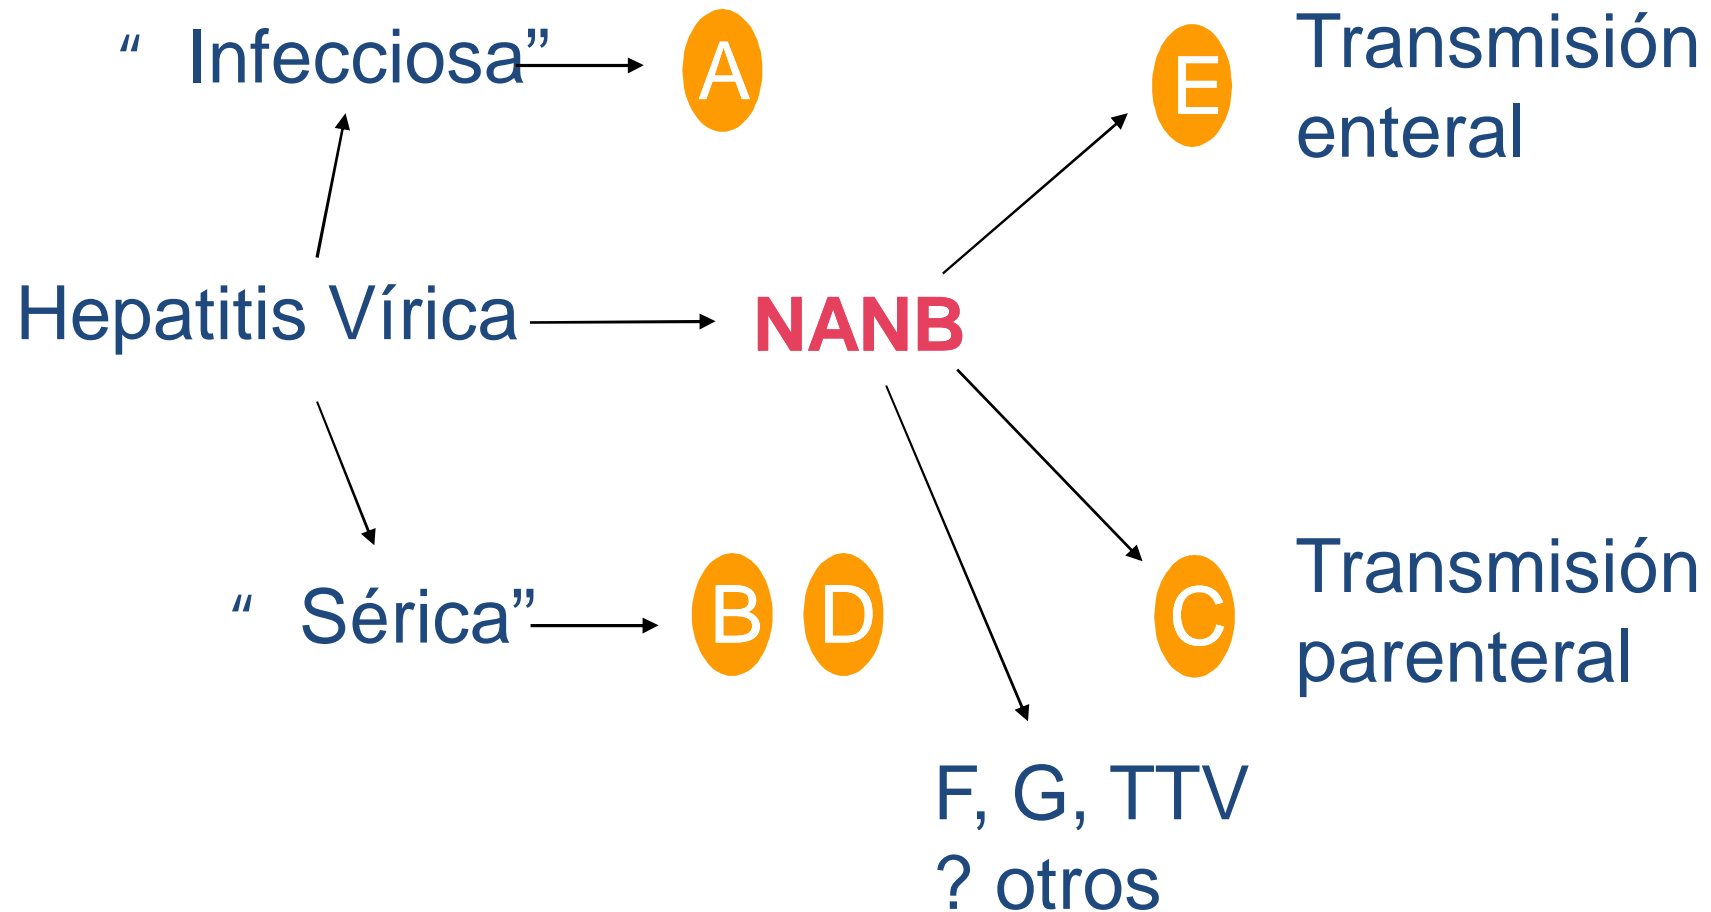 “ Infecciosa”
A
E
Transmisión
enteral
Hepatitis Vírica
NANB
“ Sérica”
B
D
C
Transmisión
parenteral
F, G, TTV
? otros